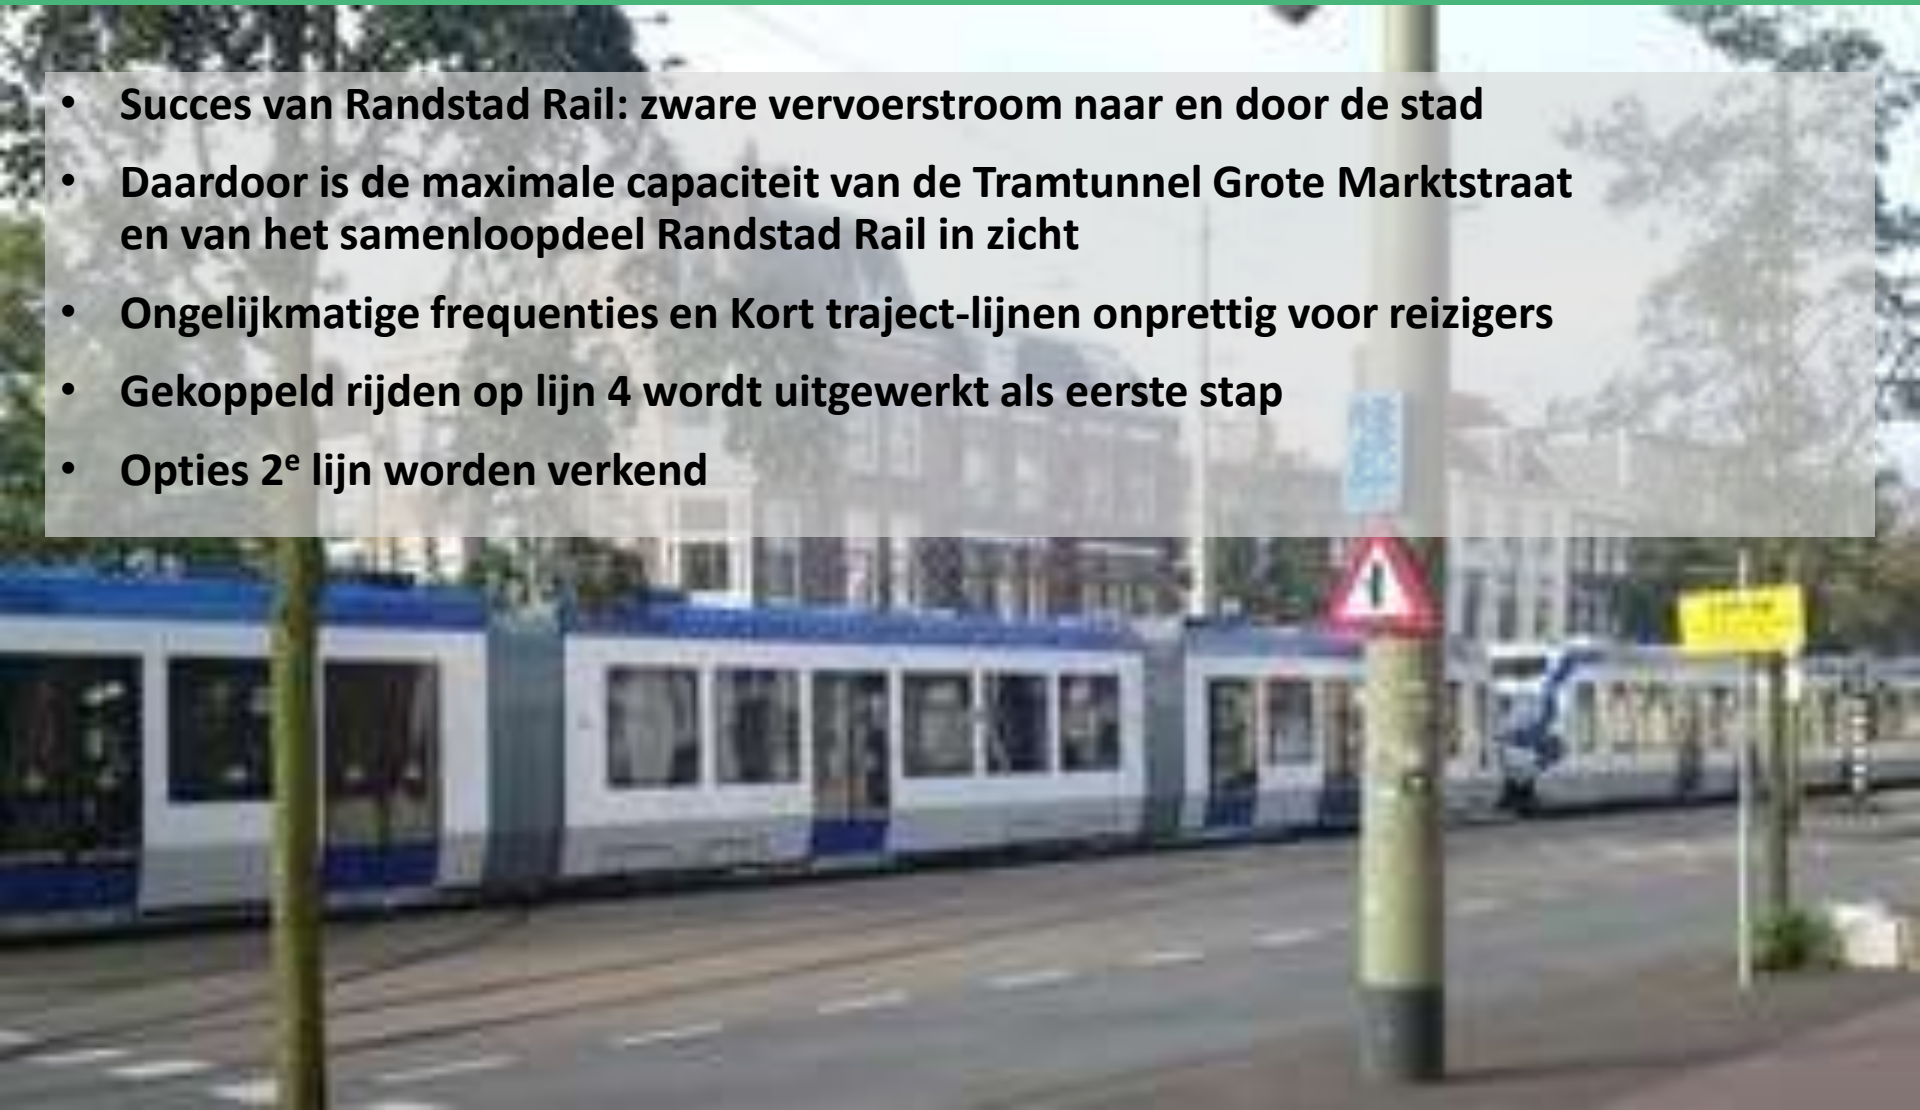 • Succes van Randstad Rail: zware vervoerstroom naar en door de stad
• Daardoor is de maximale capaciteit van de Tramtunnel Grote Marktstraat
en van het samenloopdeel Randstad Rail in zicht
• Ongelijkmatige frequenties en Kort traject-lijnen onprettig voor reizigers
• Gekoppeld rijden op lijn 4 wordt uitgewerkt als eerste stap
• Opties 2ᵉ lijn worden verkend